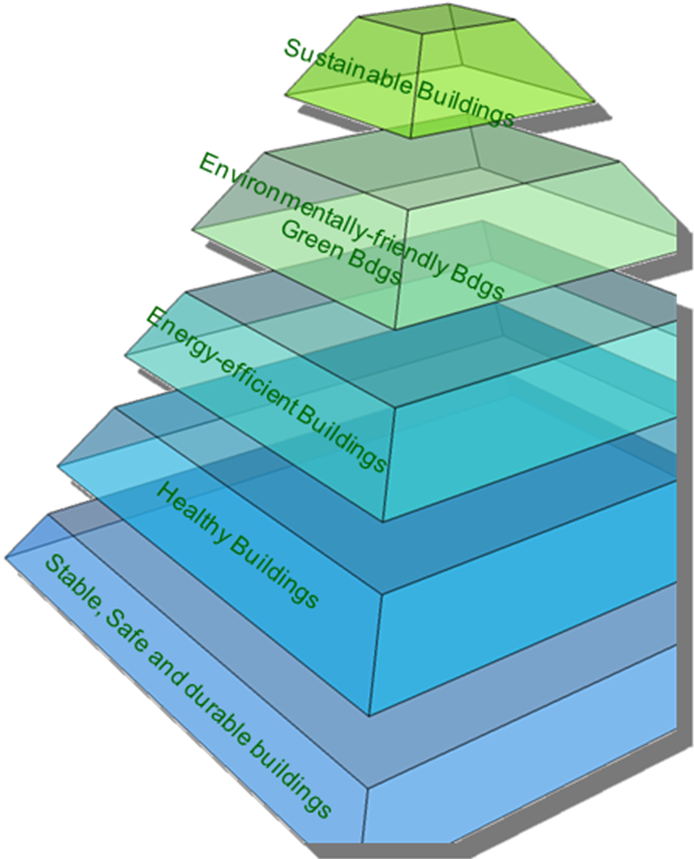 Sustainable Buildings
Environmentally-friendly Bdgs
Green Bdgs
Energy-efficient Buildings
Healthy Buildings
Stable, Safe and durable buildings